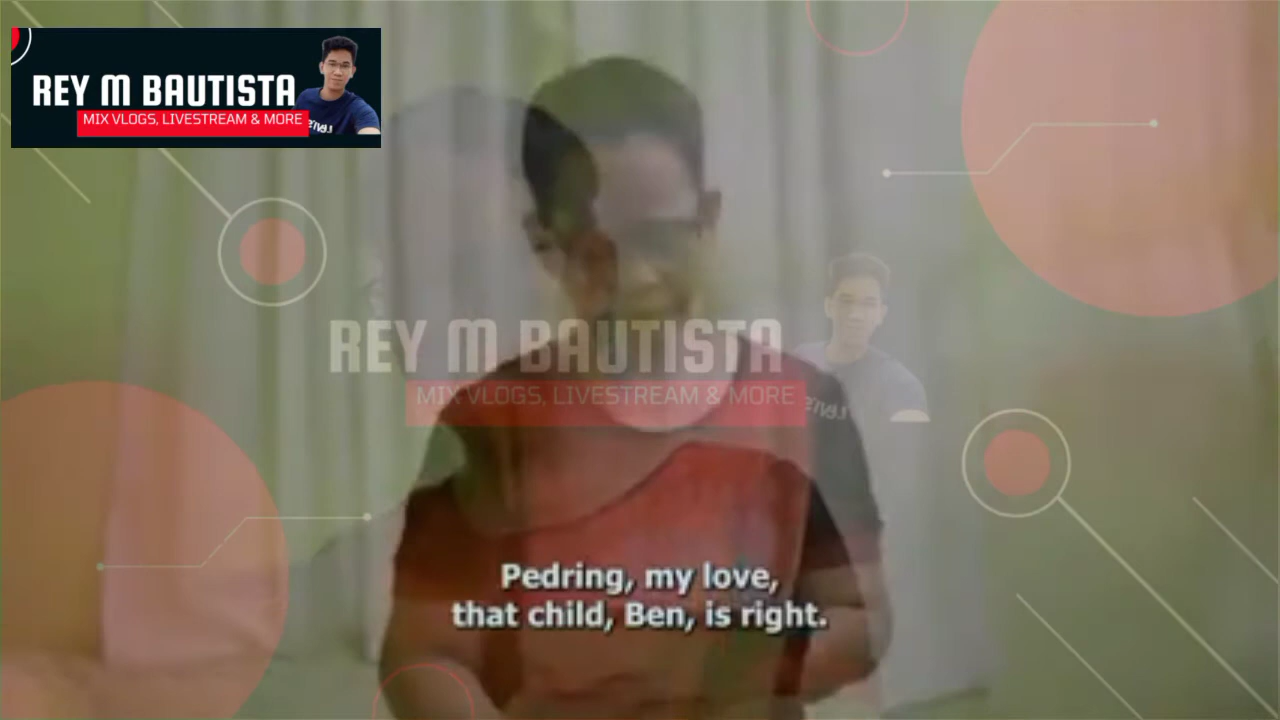 REY M BAUTISTA
MIX VLOGS, LIVESTREAM & MORE
REY M BAUTISTA
MIX VLOGS, LIVESTREAM & MORE
Pedring, my love,
that child, Ben, is right.